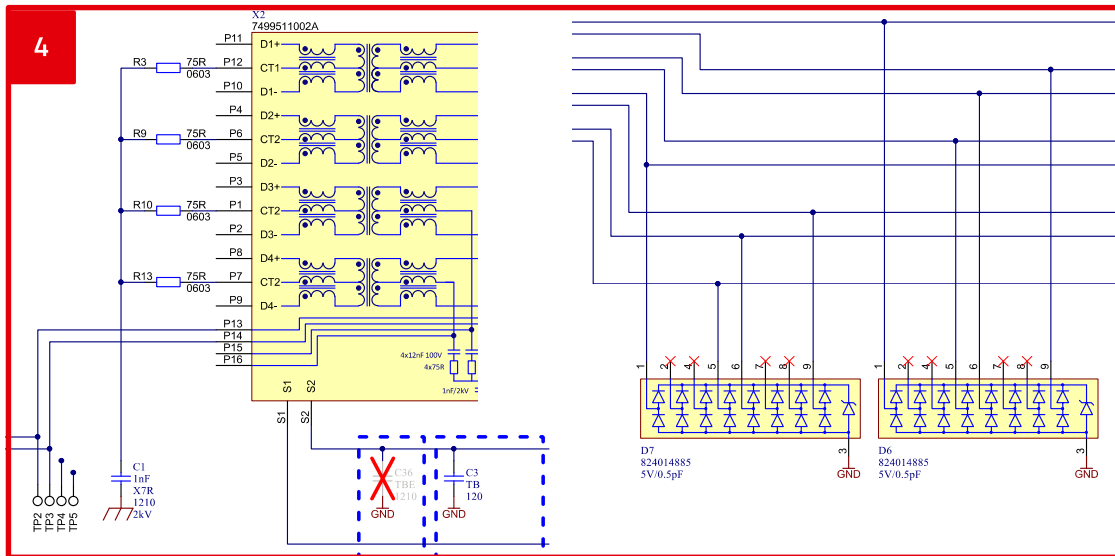 4
X2
7499511002A
P11
D1+
R3
75R
0603
P12
CT1
P10
D1-
P4
D2+
R9
75R
0603
P6
CT2
P5
D2-
P3
D3+
R10
75R
0603
P1
CT2
P2
D3-
P8
D4+
R13
75R
0603
P7
CT2
P9
D4-
P13
P14
P15
P16
4x12nF 100V
4x75R
1nF/2kV
S1
S2
S1
S2
1
2
4
5
6
7
8
9
3
GND
D7
824014885
5V/0.5pF
1
2
4
5
6
7
8
9
3
GND
D6
824014885
5V/0.5pF
C1
1nF
X7R
1210
2kV
TP2
TP3
TP4
TP5
C36
TBE
1210
GND
C3
TB
120
GND